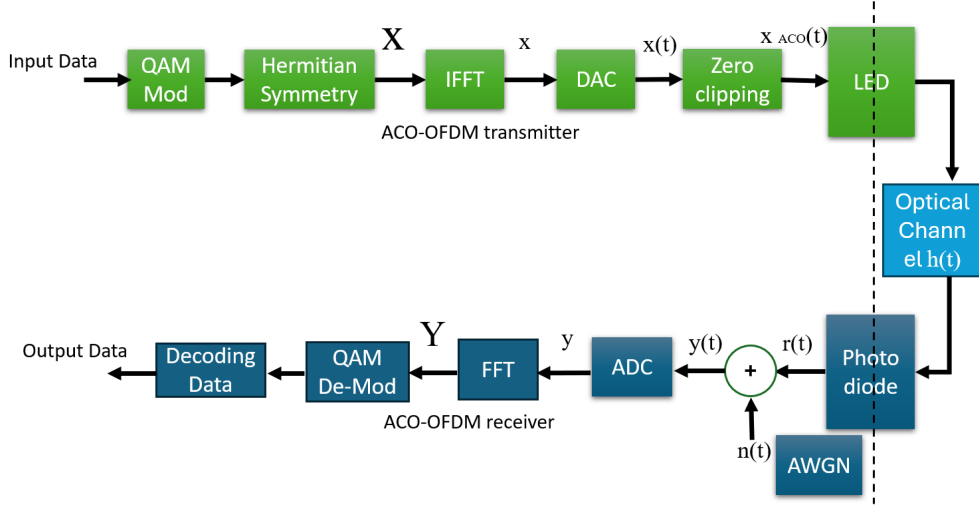 Input Data
QAM
Mod
Hermitian
Symmetry
X
IFFT
x
DAC
x(t)
Zero
clipping
x ACO(t)
LED
ACO-OFDM transmitter
Optical
Chann
el h(t)
Output Data
Decoding
Data
QAM
De-Mod
Y
FFT
y
ADC
y(t)
+
r(t)
Photo
diode
ACO-OFDM receiver
n(t)
AWGN